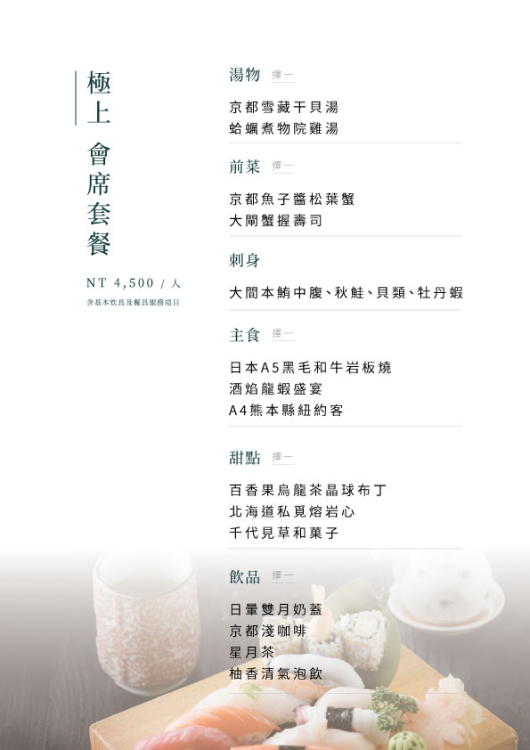 極上 會席套餐
NT 4,500 / 人
含基本炊具及餐具服務項目
湯物 擇一
京都雪藏干貝湯
蛤蠣煮物院雞湯
前菜 擇一
京都魚子醬松葉蟹
大閘蟹握壽司
刺身
大間本鮪中腹、秋鮭、貝類、牡丹蝦
主食 擇一
日本A5黑毛和牛岩板燒
酒焰龍蝦盛宴
A4熊本縣紐約客
甜點 擇一
百香果烏龍茶晶球布丁
北海道私覓熔岩心
千代見草和菓子
飲品 擇一
日暈雙月奶蓋
京都淺咖啡
星月茶
柚香清氣泡飲